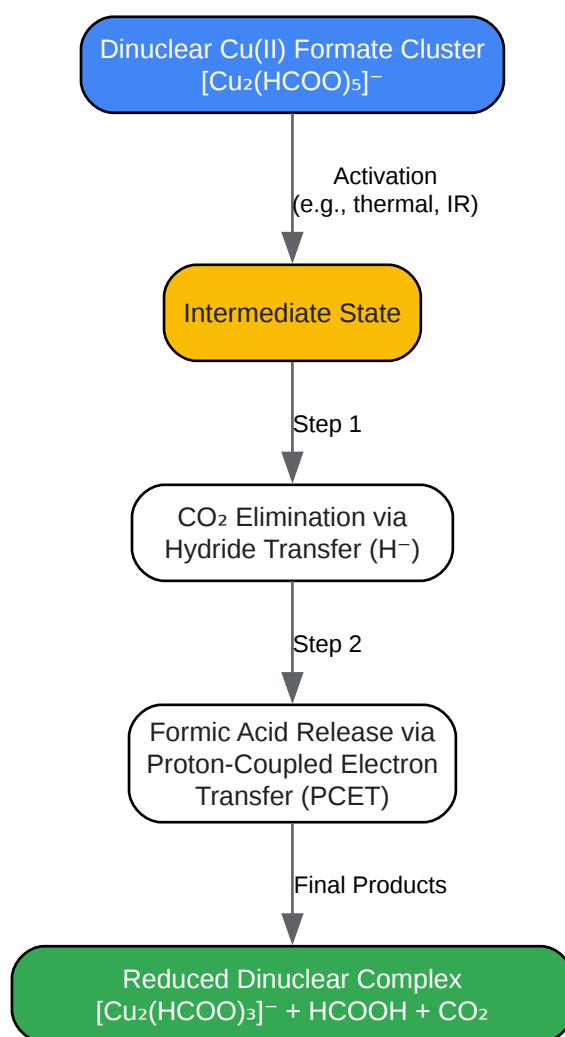 Dinuclear Cu(II) Formate Cluster
[Cu₂(HCOO)₅]⁻
Activation
(e.g., thermal, IR)
Intermediate State
Step 1
CO₂ Elimination via
Hydride Transfer (H⁻)
Step 2
Formic Acid Release via
Proton-Coupled Electron
Transfer (PCET)
Final Products
Reduced Dinuclear Complex
[Cu₂(HCOO)₃]⁻ + HCOOH + CO₂